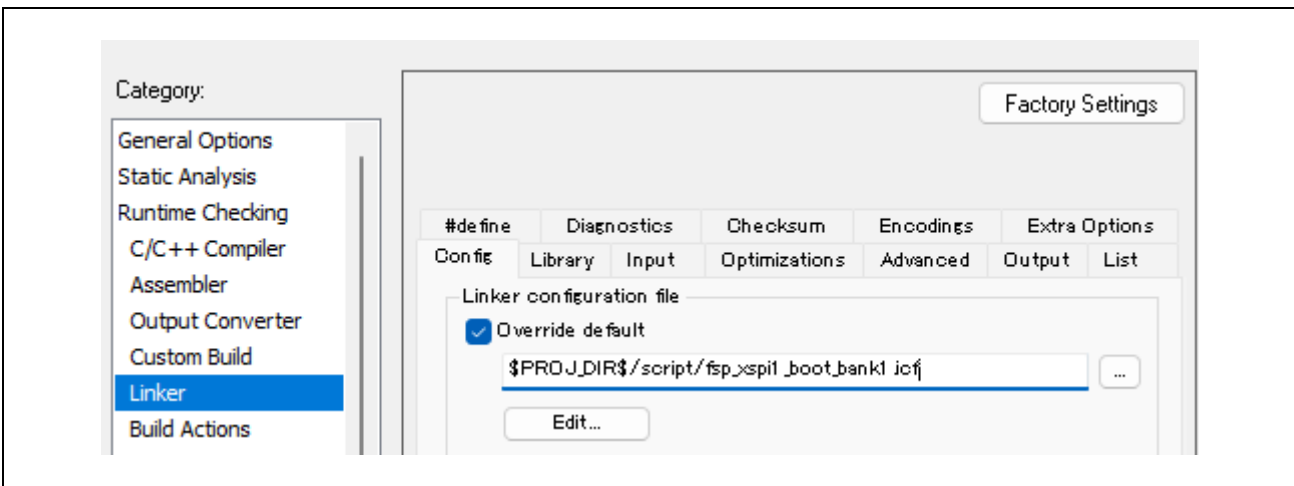 Category:
Factory Settings
General Options
Static Analysis
Runtime Checking
C/C++ Compiler
Assembler
Output Converter
Custom Build
Linker
Build Actions
#define Diagnostics Checksum Encodings Extra Options
Config Library Input Optimizations Advanced Output List
Linker configuration file
Override default
$PROJ_DIR$/script/fsp_xspi1_boot_bank1.icf
...
Edit...